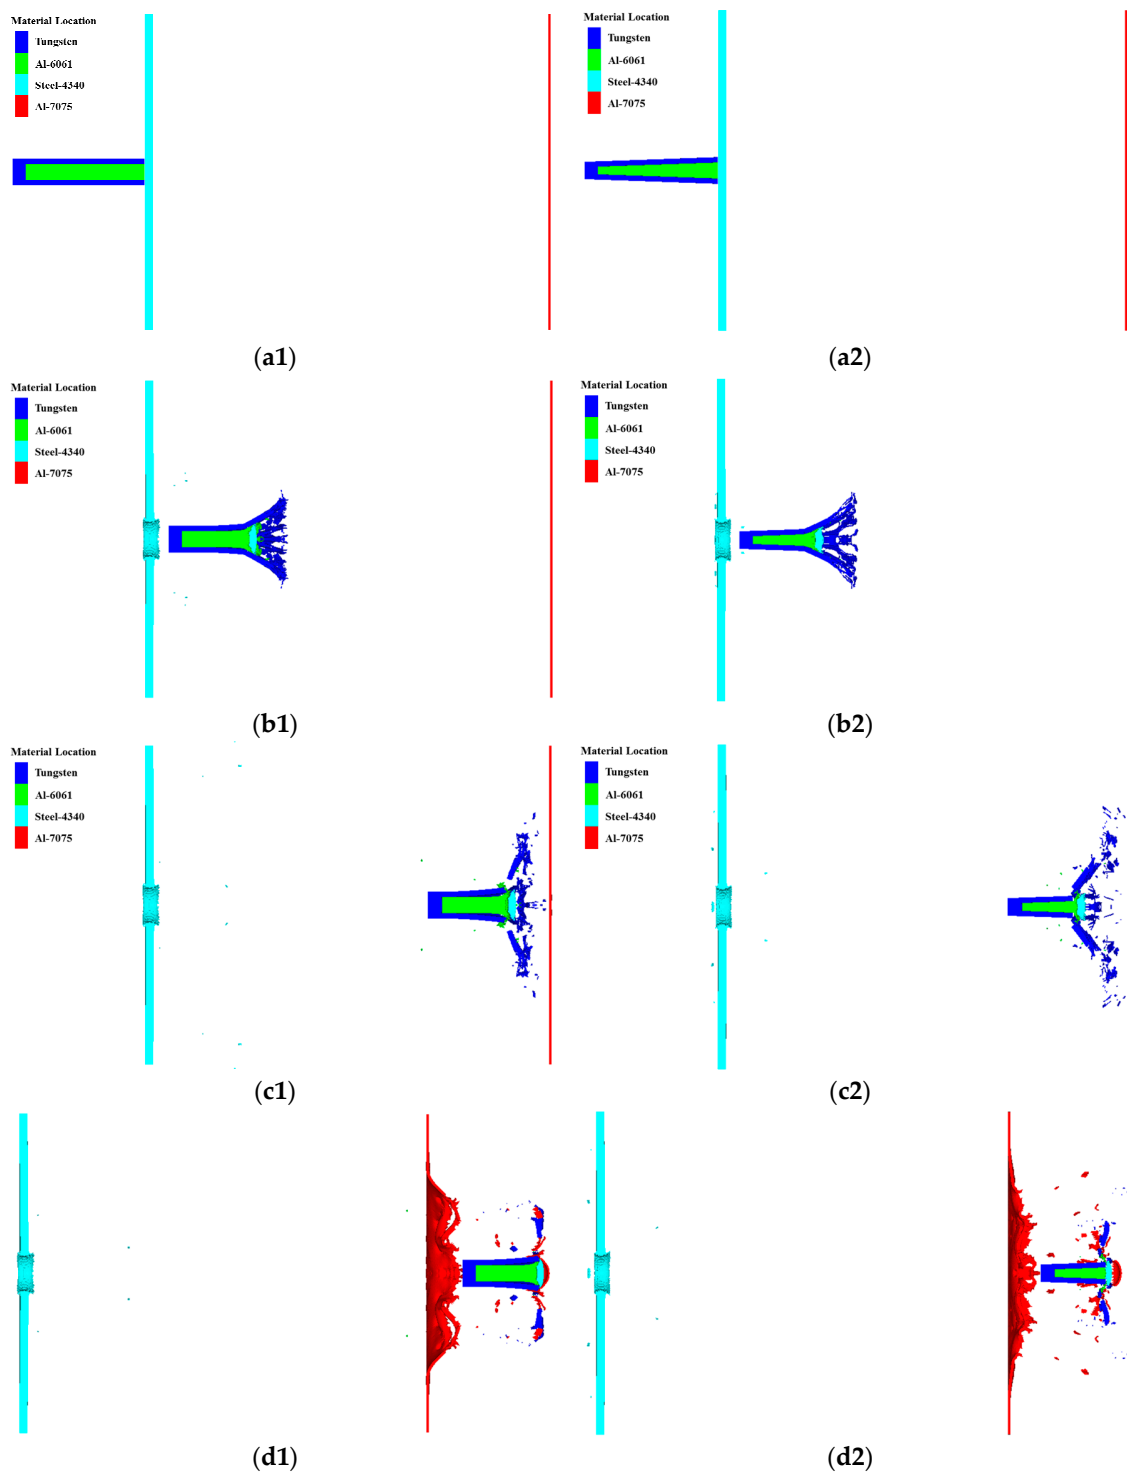 Material Location
Tungsten
Al-6061
Steel-4340
Al-7075
Material Location
Tungsten
Al-6061
Steel-4340
Al-7075
(a1)
(a2)
Material Location
Tungsten
Al-6061
Steel-4340
Al-7075
Material Location
Tungsten
Al-6061
Steel-4340
Al-7075
(b1)
(b2)
Material Location
Tungsten
Al-6061
Steel-4340
Al-7075
Material Location
Tungsten
Al-6061
Steel-4340
Al-7075
(c1)
(c2)
(d1)
(d2)